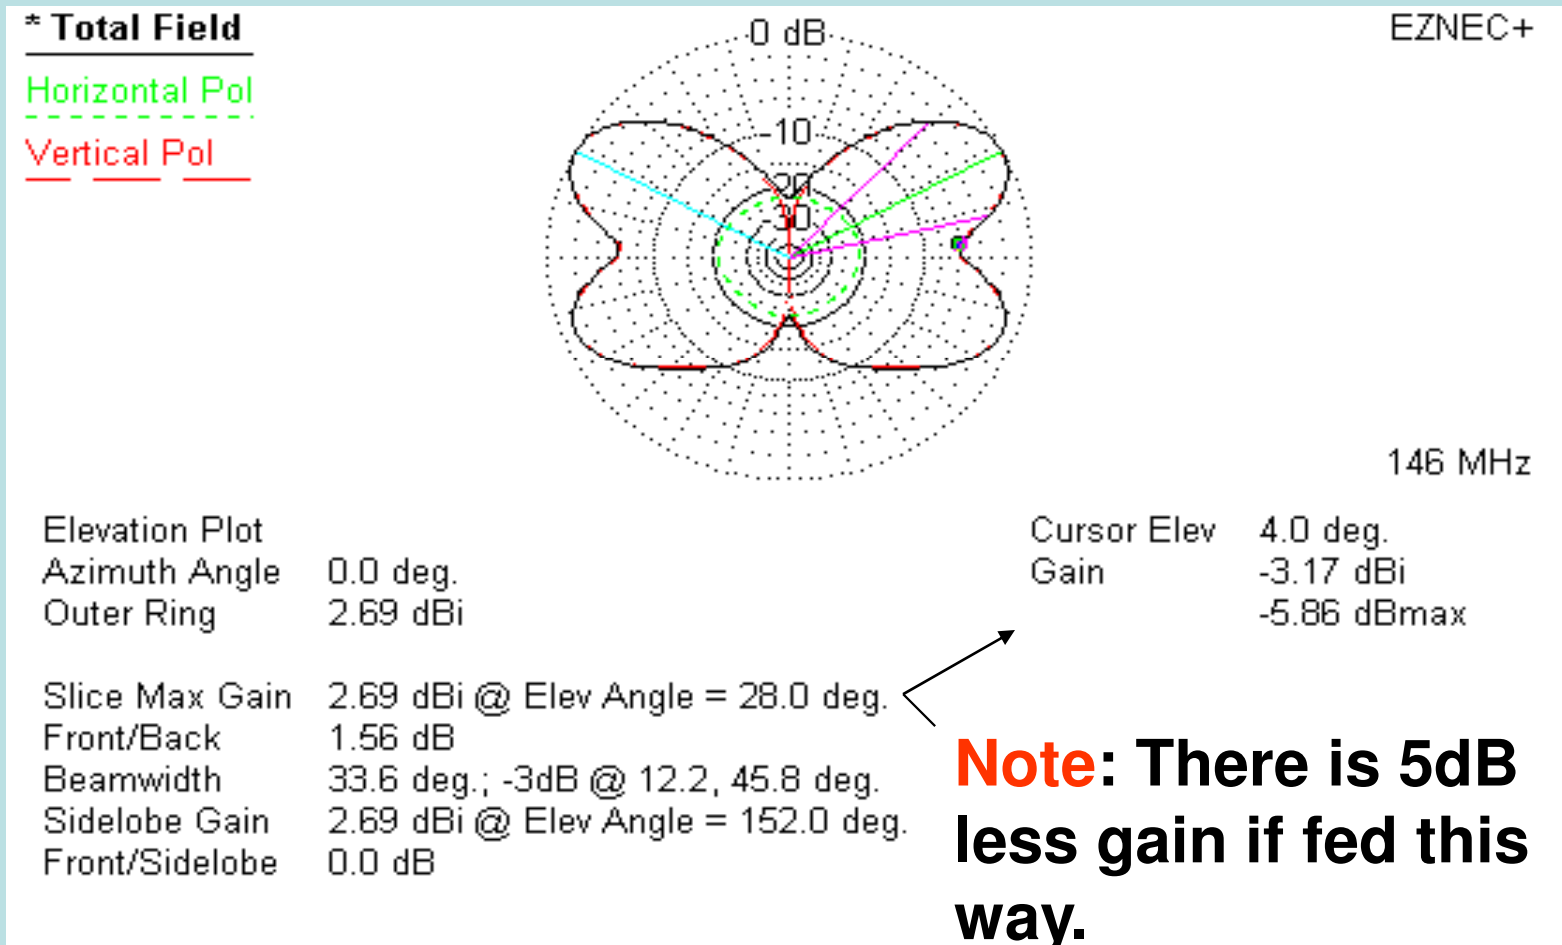 * Total Field
EZNEC+
Horizontal Pol
Vertical Pol
0 dB
-10
-20
-30
146 MHz
Elevation Plot
Azimuth Angle 0.0 deg.
Outer Ring 2.69 dBi
Cursor Elev 4.0 deg.
Gain -3.17 dBi
-5.86 dBmax
Slice Max Gain 2.69 dBi @ Elev Angle = 28.0 deg.
Front/Back 1.56 dB
Beamwidth 33.6 deg.; -3dB @ 12.2, 45.8 deg.
Sidelobe Gain 2.69 dBi @ Elev Angle = 152.0 deg.
Front/Sidelobe 0.0 dB
Note: There is 5dB
less gain if fed this
way.